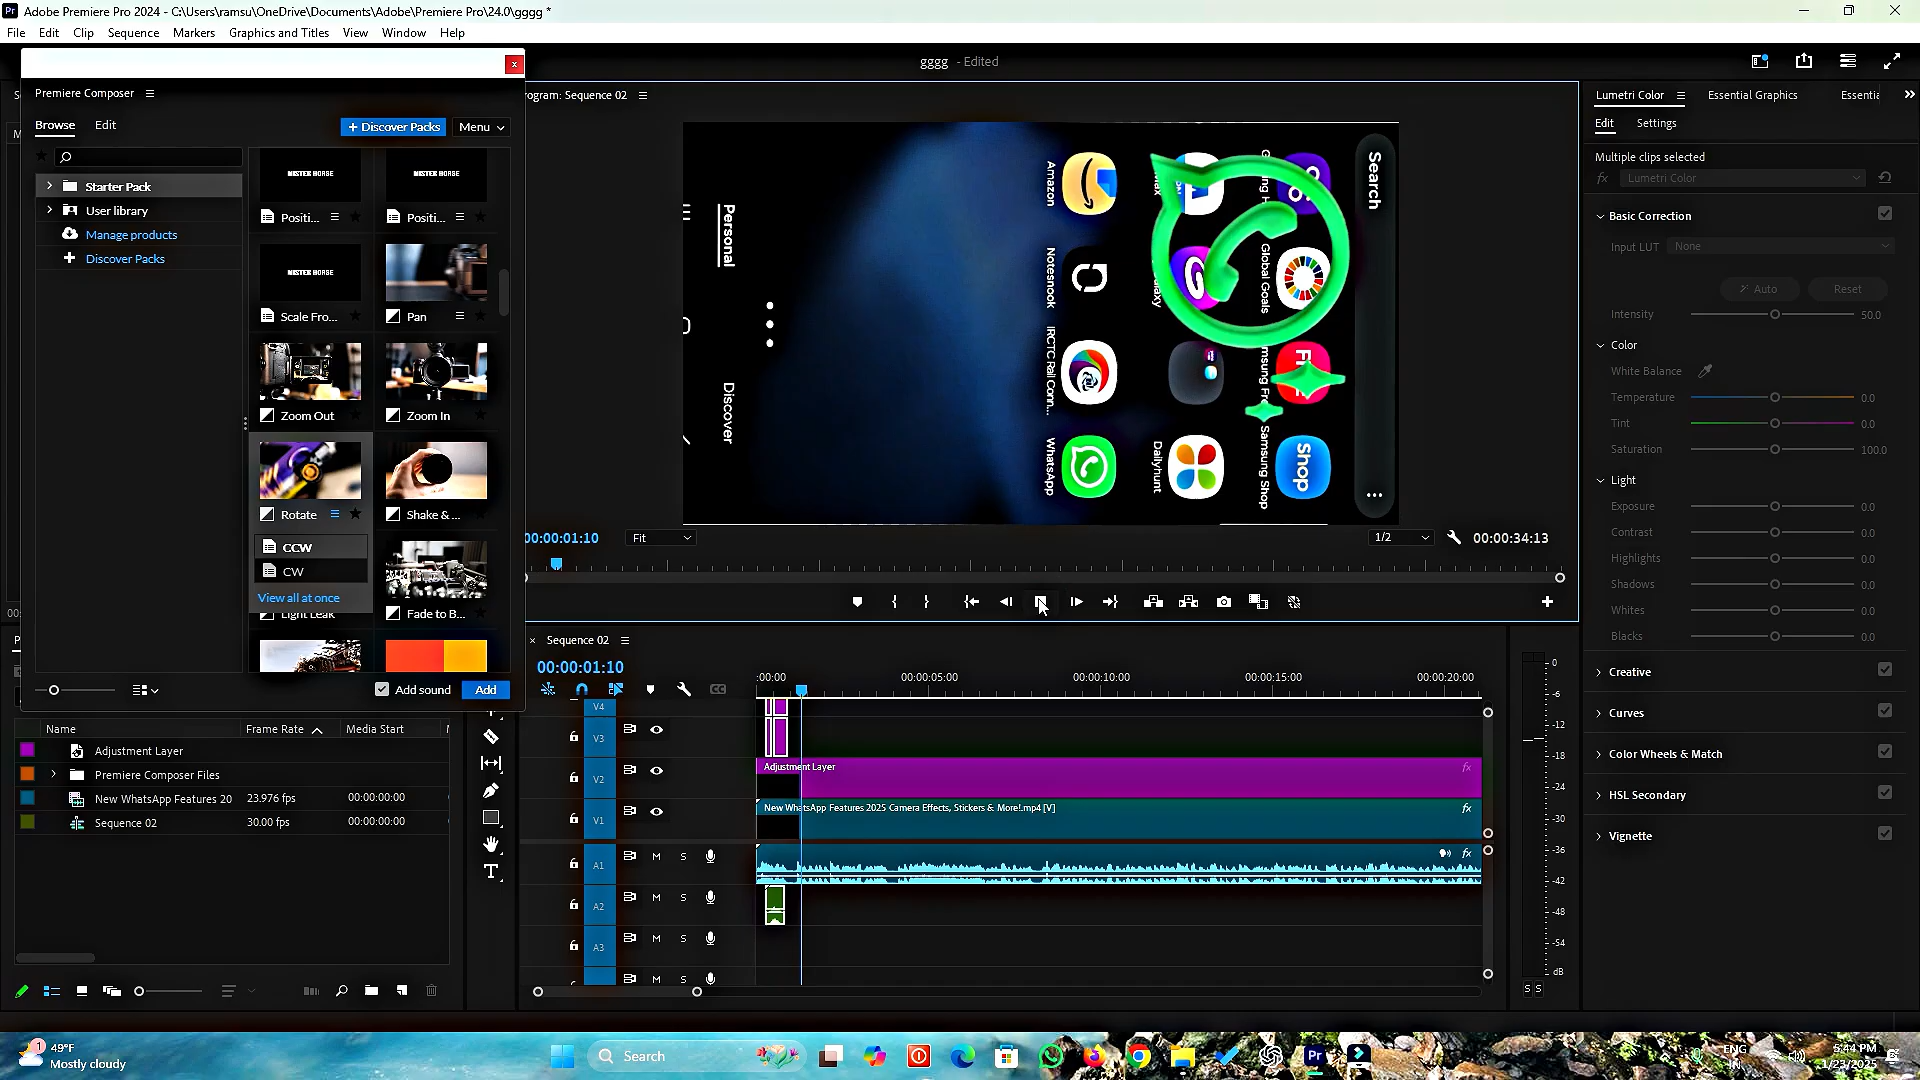 Adobe Premiere Pro 2024 - C:\Users\ramsu\OneDrive\Documents\Adobe\Premiere Pro\24.0\gggg *
File Edit Clip Sequence Markers Graphics and Titles View Window Help
gggg - Edited
Premiere Composer
Browse Edit
+ Discover Packs Menu
Starter Pack
User library
Manage products
Discover Packs
MISTER HORSE MISTER HORSE
Positi... Positi...
MISTER HORSE
Scale Fro... Pan
Zoom Out Zoom In
Rotate Shake & ...
CCW
CW
View all at once
Light Leak Fade to B...
Add sound Add
rogram: Sequence 02
Search
Global Goals
Samsung Shop
Shop
Dailyhunt
Amazon
Notesnook
IRCTC Rail Conn...
WhatsApp
Personal
Discover
00:00:01:10 Fit 1/2 00:00:34:13
Lumetri Color Essential Graphics Essentia
Edit Settings
Multiple clips selected
fx Lumetri Color
Basic Correction
Input LUT None
Auto Reset
Intensity 50.0
Color
White Balance
Temperature 0.0
Tint 0.0
Saturation 100.0
Light
Exposure 0.0
Contrast 0.0
Highlights 0.0
Shadows 0.0
Whites 0.0
Blacks 0.0
Creative
Curves
Color Wheels & Match
HSL Secondary
Vignette
Name Frame Rate Media Start
Adjustment Layer
Premiere Composer Files
New WhatsApp Features 20 23.976 fps 00:00:00:00
Sequence 02 30.00 fps 00:00:00:00
× Sequence 02
00:00:01:10
:00:00 00:00:05:00 00:00:10:00 00:00:15:00 00:00:20:00
V4
V3
V2 Adjustment Layer fx
V1 New WhatsApp Features 2025 Camera Effects, Stickers & More!.mp4 [V] fx
A1 M S fx
A2 M S
A3 M S
M S
0
-6
-12
-18
-24
-30
-36
-42
-48
-54
dB
S S
49°F
Mostly cloudy
Search
ENG
IN
5:44 PM
1/23/2025